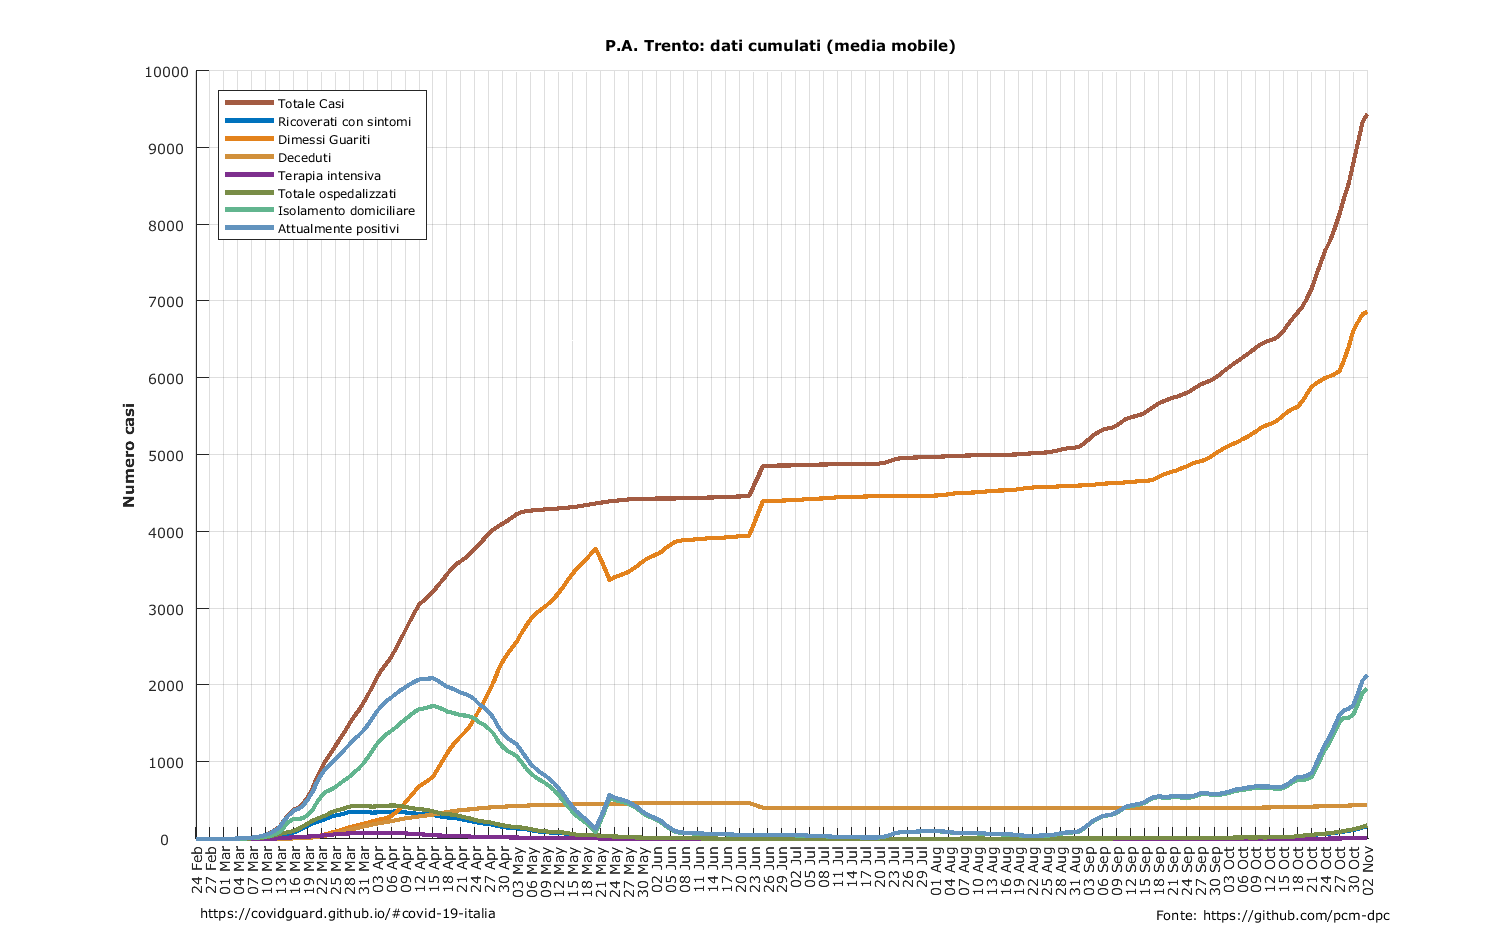 P.A. Trento: dati cumulati (media mobile)
10000
9000
8000
7000
6000
5000
4000
3000
2000
1000
0
Numero casi
Totale Casi
Ricoverati con sintomi
Dimessi Guariti
Deceduti
Terapia intensiva
Totale ospedalizzati
Isolamento domiciliare
Attualmente positivi
24 Feb
27 Feb
01 Mar
04 Mar
07 Mar
10 Mar
13 Mar
16 Mar
19 Mar
22 Mar
25 Mar
28 Mar
31 Mar
03 Apr
06 Apr
09 Apr
12 Apr
15 Apr
18 Apr
21 Apr
24 Apr
27 Apr
30 Apr
03 May
06 May
09 May
12 May
15 May
18 May
21 May
24 May
27 May
30 May
02 Jun
05 Jun
08 Jun
11 Jun
14 Jun
17 Jun
20 Jun
23 Jun
26 Jun
29 Jun
02 Jul
05 Jul
08 Jul
11 Jul
14 Jul
17 Jul
20 Jul
23 Jul
26 Jul
29 Jul
01 Aug
04 Aug
07 Aug
10 Aug
13 Aug
16 Aug
19 Aug
22 Aug
25 Aug
28 Aug
31 Aug
03 Sep
06 Sep
09 Sep
12 Sep
15 Sep
18 Sep
21 Sep
24 Sep
27 Sep
30 Sep
03 Oct
06 Oct
09 Oct
12 Oct
15 Oct
18 Oct
21 Oct
24 Oct
27 Oct
30 Oct
02 Nov
https://covidguard.github.io/#covid-19-italia
Fonte: https://github.com/pcm-dpc